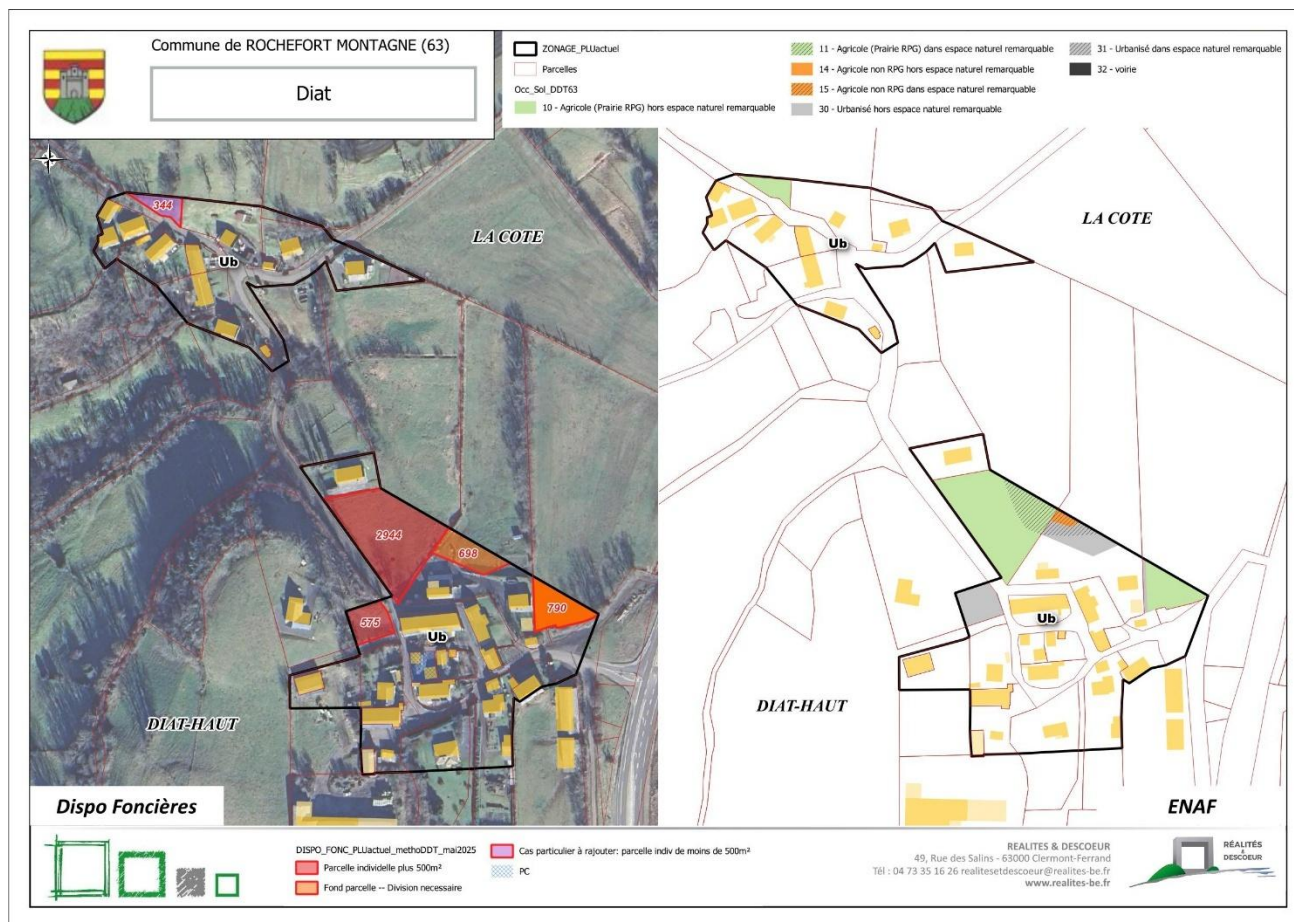 Commune de ROCHEFORT MONTAGNE (63)
Diat
ZONAGE_PLUactuel
Parcelles
Occ_Sol_DDT63
10 - Agricole (Prairie RPG) hors espace naturel remarquable
11 - Agricole (Prairie RPG) dans espace naturel remarquable
14 - Agricole non RPG hors espace naturel remarquable
15 - Agricole non RPG dans espace naturel remarquable
30 - Urbanisé hors espace naturel remarquable
31 - Urbanisé dans espace naturel remarquable
32 - voirie
344
LA COTE
Ub
2944
698
790
575
Ub
DIAT-HAUT
Dispo Foncières
LA COTE
Ub
Ub
DIAT-HAUT
ENAF
DISPO_FONC_PLUactuel_methoDDT_mai2025
Parcelle individelle plus 500m²
Fond parcelle -- Division necessaire
Cas particulier à rajouter: parcelle indiv de moins de 500m²
PC
REALITES & DESCOEUR
49, Rue des Salins - 63000 Clermont-Ferrand
Tél : 04 73 35 16 26 realitesetdescoeur@realites-be.fr
www.realites-be.fr
RÉALITÉS
&
DESCOEUR